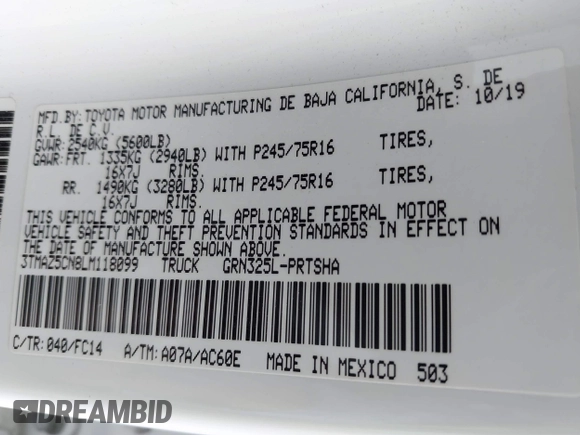 MFD.BY: TOYOTA MOTOR MANUFACTURING DE BAJA CALIFORNIA, S. DE
R.L. DE C.V. DATE: 10/19
GVWR: 2540KG (5600LB)
GAWR: FRT. 1335KG (2940LB) WITH P245/75R16 TIRES,
16X7J RIMS.
RR. 1490KG (3280LB) WITH P245/75R16 TIRES,
16X7J RIMS.
THIS VEHICLE CONFORMS TO ALL APPLICABLE FEDERAL MOTOR
VEHICLE SAFETY AND THEFT PREVENTION STANDARDS IN EFFECT ON
THE DATE OF MANUFACTURE SHOWN ABOVE.
3TMAZ5CN8LM118099 TRUCK GRN325L-PRTSHA
C/TR: 040/FC14 A/TM: A07A/AC60E MADE IN MEXICO 503
DREAMBID